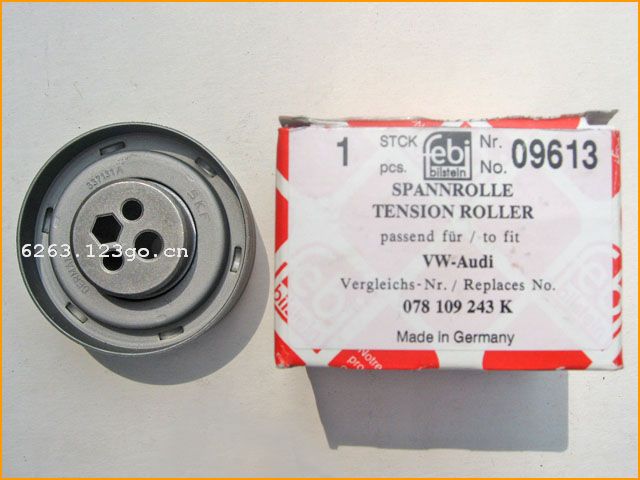 337131A
SKF
6263.123go.cn
1 STCK pcs. febi bilstein Nr. No. 09613
SPANNROLLE
TENSION ROLLER
passend für / to fit
VW-Audi
Vergleichs-Nr. / Replaces No.
078 109 243 K
Made in Germany